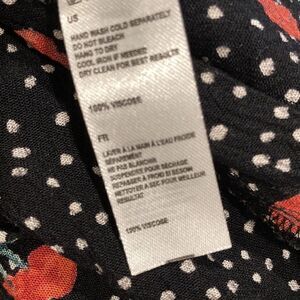 US
HAND WASH COLD SEPARATELY
DO NOT BLEACH
HANG TO DRY
COOL IRON IF NEEDED
DRY CLEAN FOR BEST RESULTS
100% VISCOSE
FR
LAVER À LA MAIN À L'EAU FROIDE
SÉPARÉMENT
NE PAS BLANCHIR
SUSPENDRE POUR SÉCHAGE
REPASSER À FROID SI BESOIN
NETTOYER À SEC POUR MEILLEUR
RÉSULTAT
100% VISCOSE